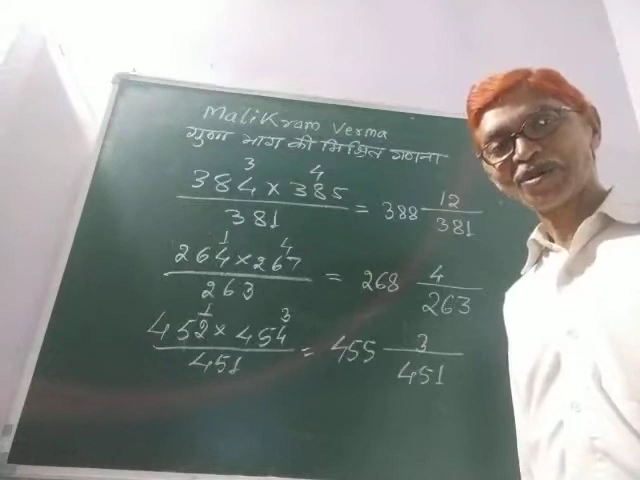 MaliKram Verma
गुणा भाग की मिश्रित गणना
3 4
384 × 385
381
= 388 12/381
1 4
264 × 267
263
= 268 4/263
1 3
452 × 454
451
= 455 3/451